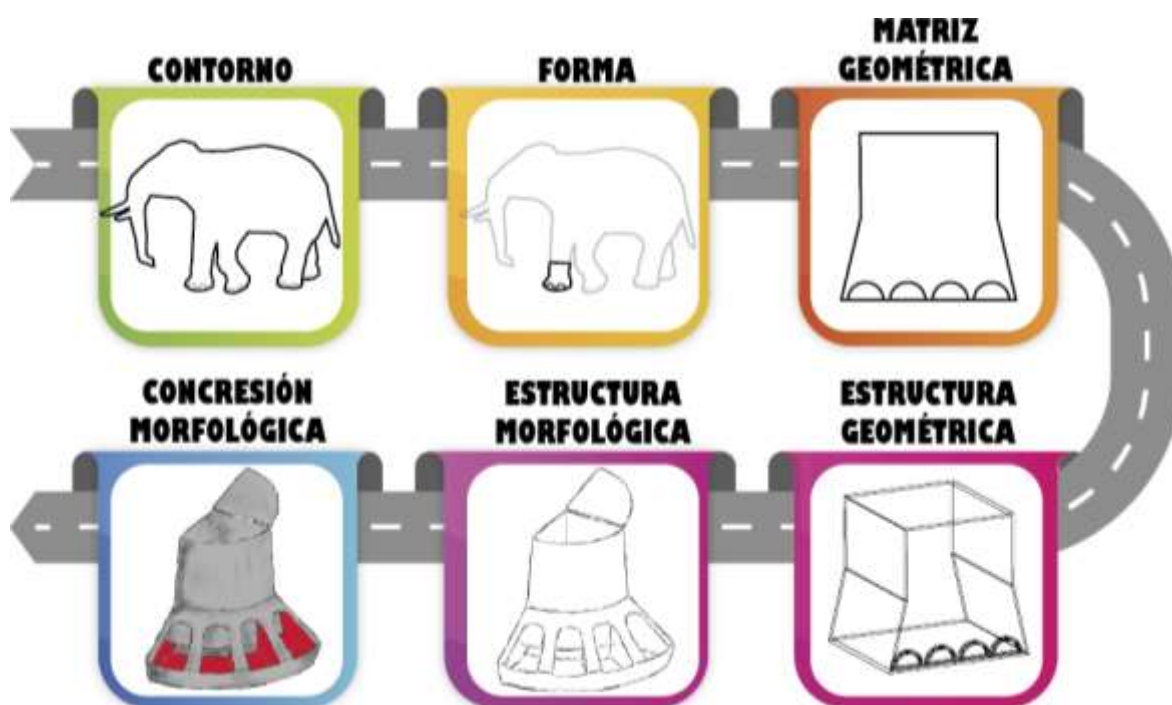 CONTORNO
FORMA
MATRIZ
GEOMÉTRICA
CONCRESIÓN
MORFOLÓGICA
ESTRUCTURA
MORFOLÓGICA
ESTRUCTURA
GEOMÉTRICA